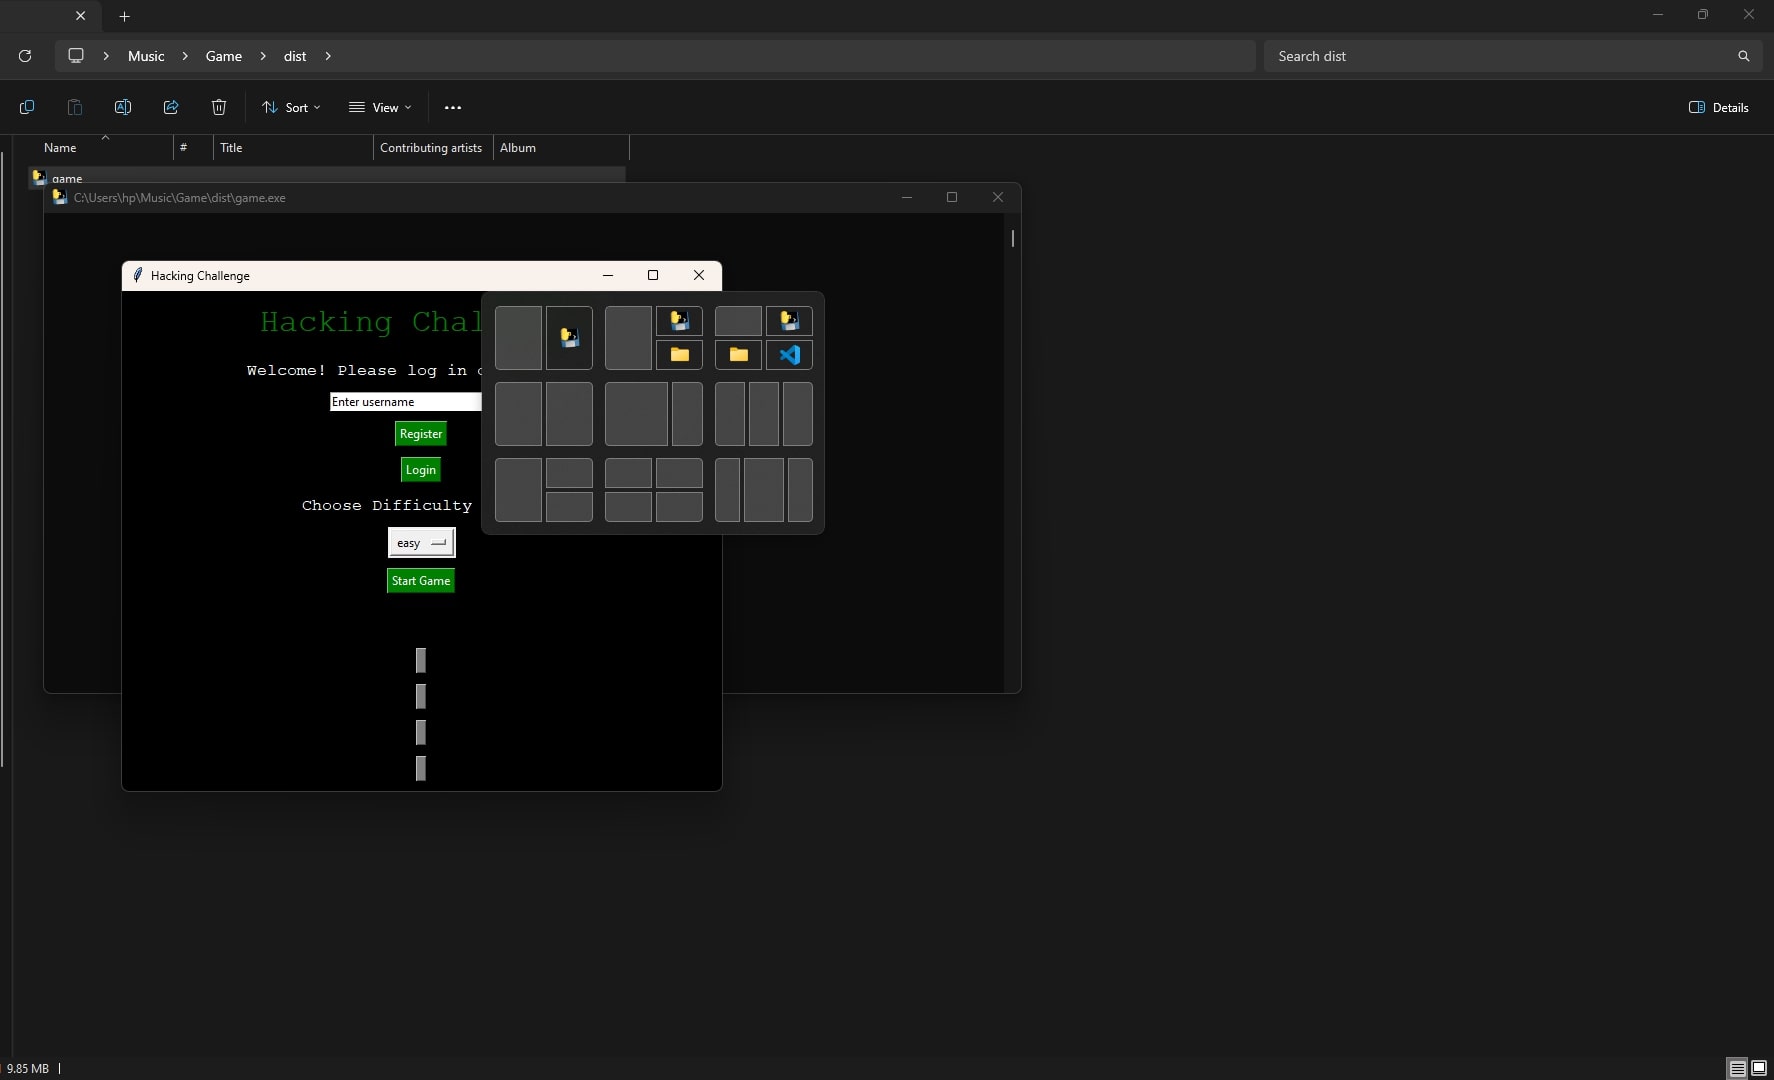 Music Game dist
Search dist
Sort View Details
Name # Title Contributing artists Album
game
C:\Users\hp\Music\Game\dist\game.exe
Hacking Challenge
Hacking Chal
Welcome! Please log in
Enter username
Register
Login
Choose Difficulty
easy
Start Game
9.85 MB